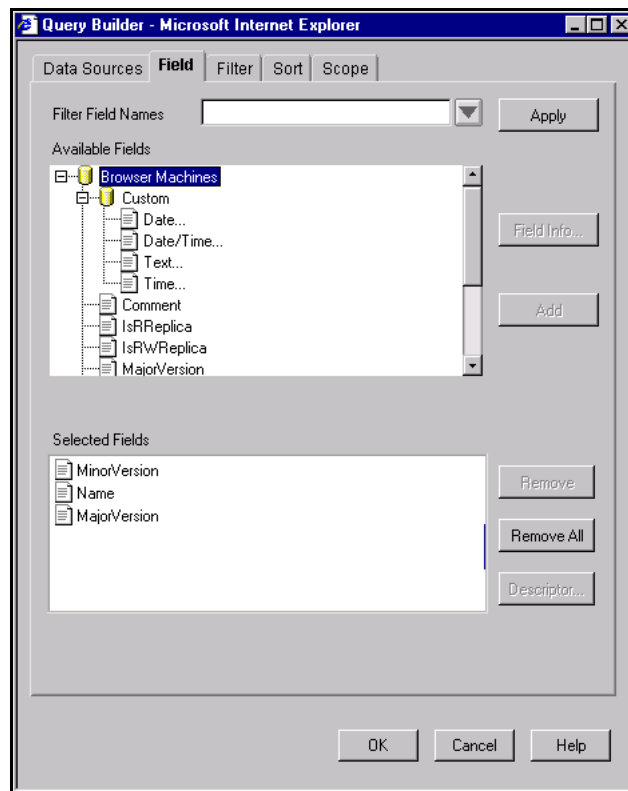 Query Builder - Microsoft Internet Explorer
Data Sources Field Filter Sort Scope
Filter Field Names Apply
Available Fields
Browser Machines
Custom
Date...
Date/Time...
Field Info...
Text...
Time...
Comment
Add
IsRReplica
IsRWReplica
MajorVersion
Selected Fields
MinorVersion
Remove
Name
MajorVersion
Remove All
Descriptor...
OK Cancel Help